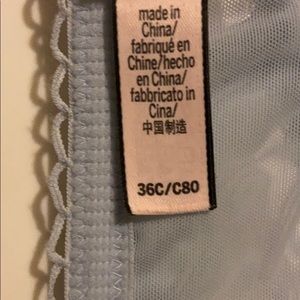 made in
China/
fabriqué en
Chine/hecho
en China/
fabbricato in
Cina/
中国制造
36C/C80